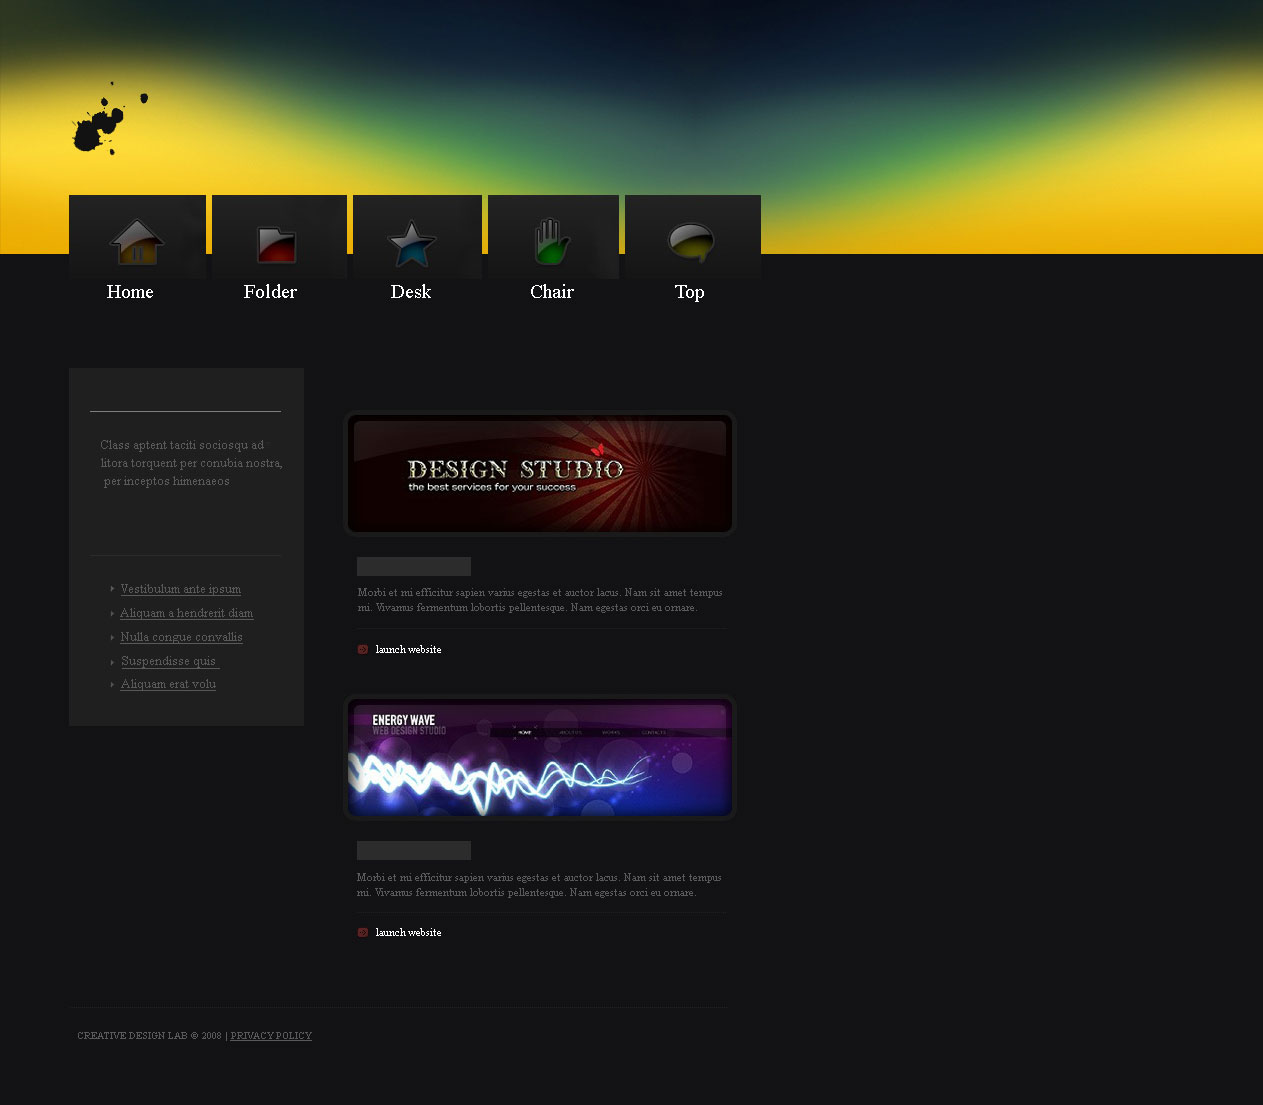 Home
Folder
Desk
Chair
Top
Class aptent taciti sociosqu ad
litora torquent per conubia nostra,
per inceptos himenaeos
Vestibulum ante ipsum
Aliquam a hendrerit diam
Nulla congue convallis
Suspendisse quis
Aliquam erat volu
DESIGN STUDIO
the best services for your success
Morbi et mi efficitur sapien varius egestas et auctor lacus. Nam sit amet tempus
mi. Vivamus fermentum lobortis pellentesque. Nam egestas orci eu ornare.
launch website
ENERGY WAVE
WEB DESIGN STUDIO
HOME ABOUT US WORKS CONTACTS
Morbi et mi efficitur sapien varius egestas et auctor lacus. Nam sit amet tempus
mi. Vivamus fermentum lobortis pellentesque. Nam egestas orci eu ornare.
launch website
CREATIVE DESIGN LAB © 2008 | PRIVACY POLICY